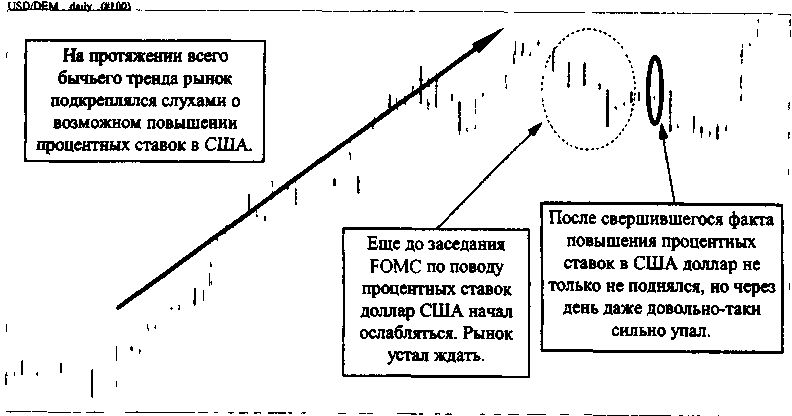 USD/DEM daily
На протяжении всего
бычьего тренда рынок
подкреплялся слухами о
возможном повышении
процентных ставок в США.
Еще до заседания
FOMC по поводу
процентных ставок
доллар США начал
ослабляться. Рынок
устал ждать.
После свершившегося факта
повышения процентных
ставок в США доллар не
только не поднялся, но через
день даже довольно-таки
сильно упал.